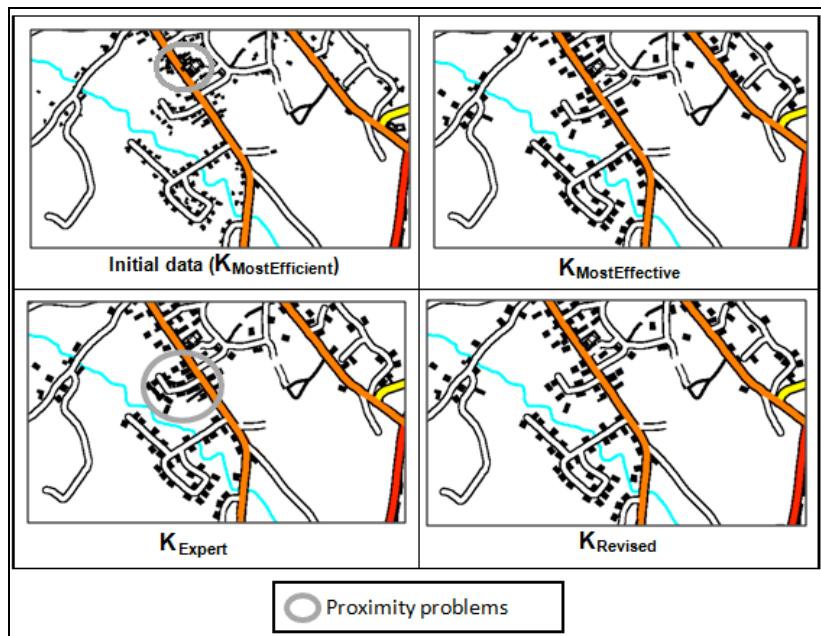 Initial data (KMostEfficient)
KMostEffective
KExpert
KRevised
Proximity problems